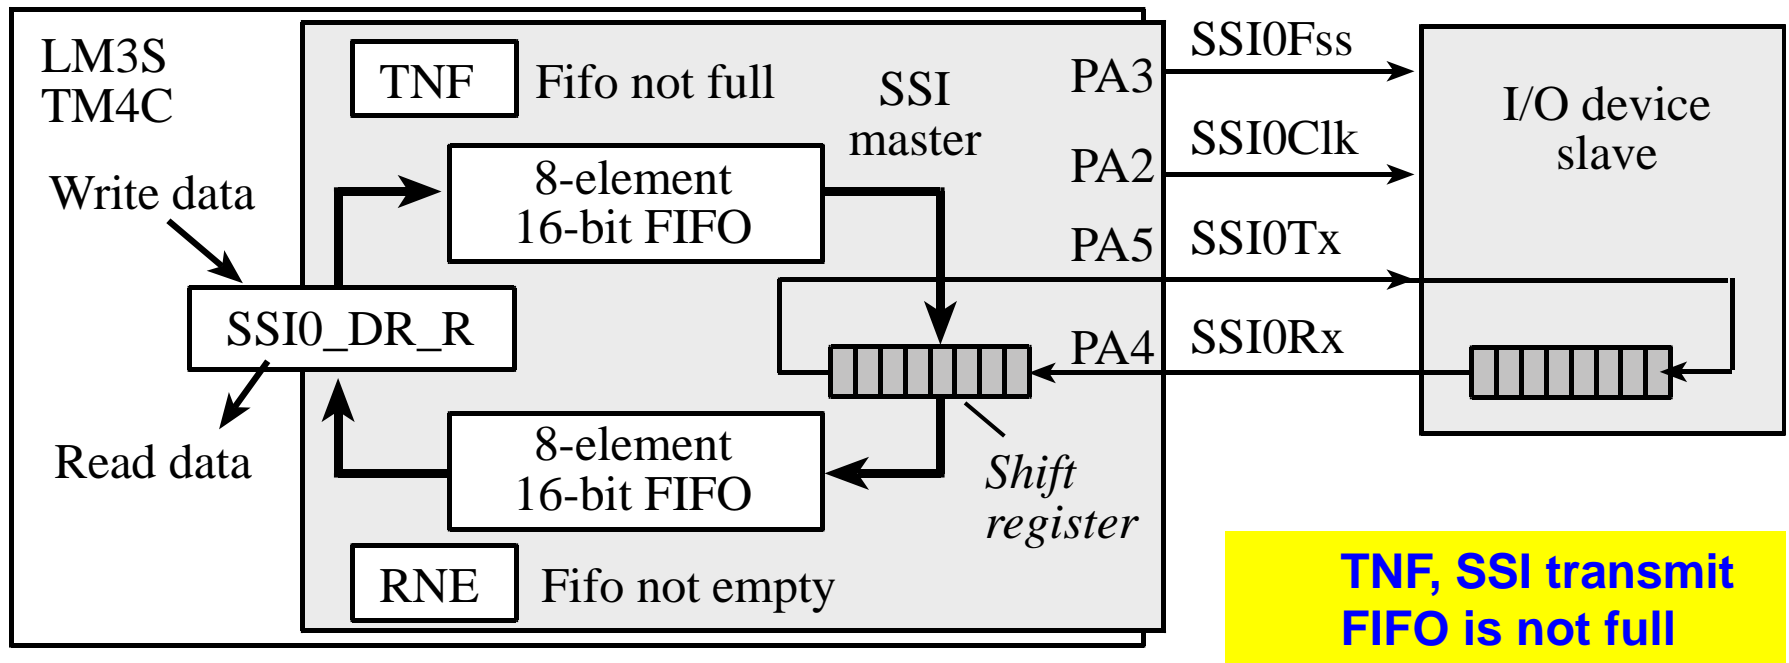 LM3S
TM4C
TNF
Fifo not full
SSI
master
PA3
SSI0Fss
I/O device
slave
SSI0Clk
PA2
Write data
8-element
16-bit FIFO
PA5
SSI0Tx
SSI0_DR_R
PA4
SSI0Rx
Read data
8-element
16-bit FIFO
Shift
register
RNE
Fifo not empty
TNF, SSI transmit
FIFO is not full